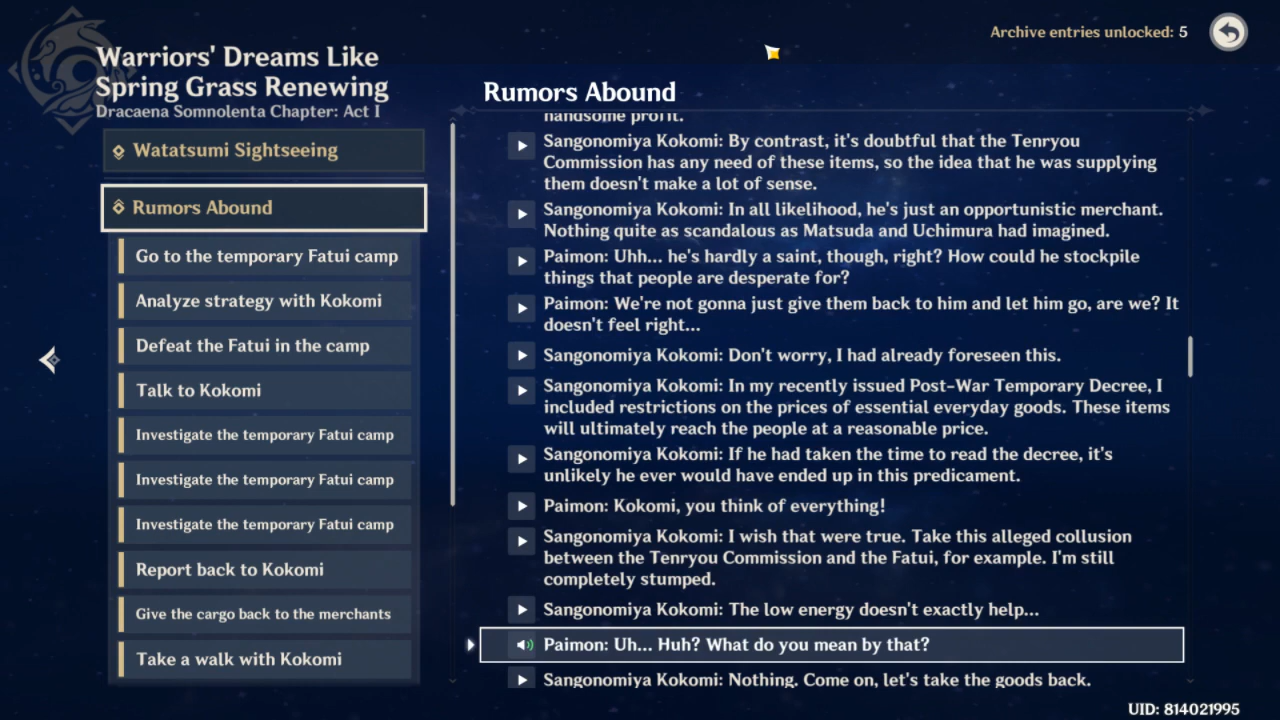 Archive entries unlocked: 5
Warriors' Dreams Like
Spring Grass Renewing
Dracaena Somnolenta Chapter: Act I
Watatsumi Sightseeing
Rumors Abound
Go to the temporary Fatui camp
Analyze strategy with Kokomi
Defeat the Fatui in the camp
Talk to Kokomi
Investigate the temporary Fatui camp
Investigate the temporary Fatui camp
Investigate the temporary Fatui camp
Report back to Kokomi
Give the cargo back to the merchants
Take a walk with Kokomi
Rumors Abound
handsome profit.
Sangonomiya Kokomi: By contrast, it's doubtful that the Tenryou
Commission has any need of these items, so the idea that he was supplying
them doesn't make a lot of sense.
Sangonomiya Kokomi: In all likelihood, he's just an opportunistic merchant.
Nothing quite as scandalous as Matsuda and Uchimura had imagined.
Paimon: Uhh... he's hardly a saint, though, right? How could he stockpile
things that people are desperate for?
Paimon: We're not gonna just give them back to him and let him go, are we? It
doesn't feel right...
Sangonomiya Kokomi: Don't worry, I had already foreseen this.
Sangonomiya Kokomi: In my recently issued Post-War Temporary Decree, I
included restrictions on the prices of essential everyday goods. These items
will ultimately reach the people at a reasonable price.
Sangonomiya Kokomi: If he had taken the time to read the decree, it's
unlikely he ever would have ended up in this predicament.
Paimon: Kokomi, you think of everything!
Sangonomiya Kokomi: I wish that were true. Take this alleged collusion
between the Tenryou Commission and the Fatui, for example. I'm still
completely stumped.
Sangonomiya Kokomi: The low energy doesn't exactly help...
Paimon: Uh... Huh? What do you mean by that?
Sangonomiya Kokomi: Nothing. Come on, let's take the goods back.
UID: 814021995